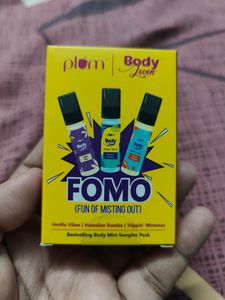 plum | Body Lovin'
FOMO
(FUN OF MISTING OUT)
Vanilla Vibes | Hawaiian Rumba | Trippin' Mimosas
Bestselling Body Mist Sampler Pack